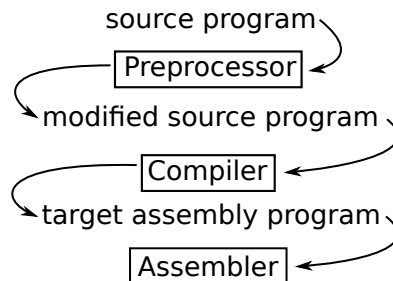 source program
Preprocessor
modified source program
Compiler
target assembly program
Assembler